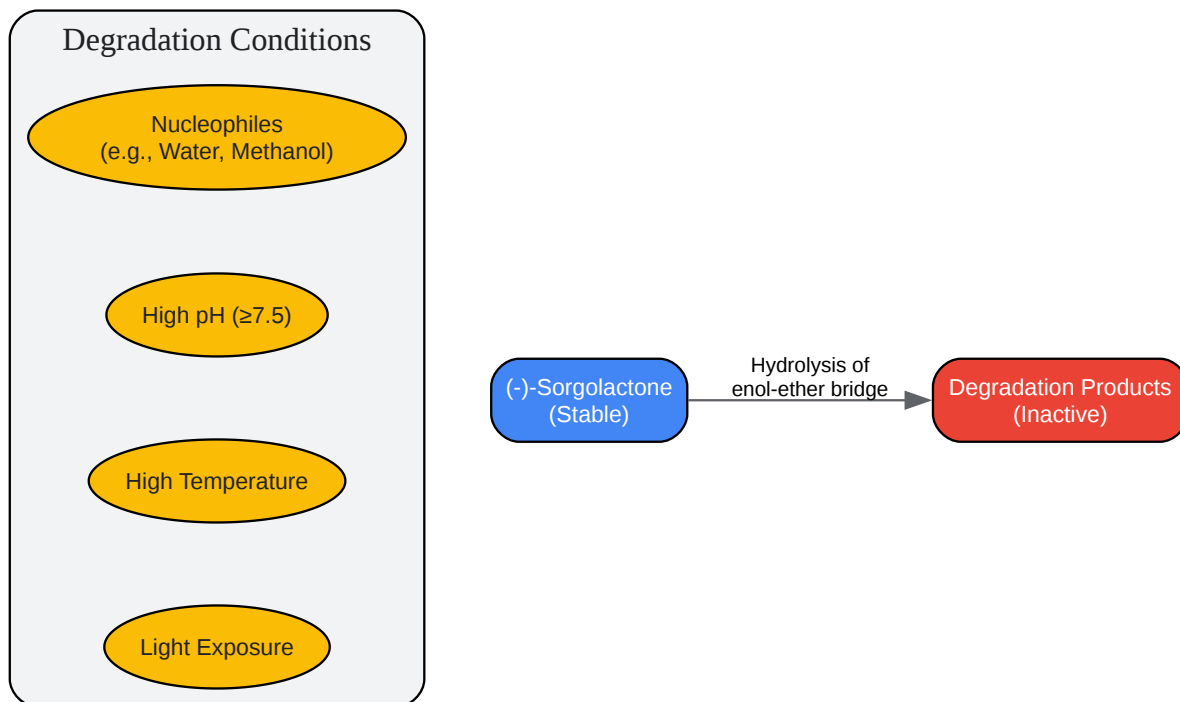 Degradation Conditions
Nucleophiles
(e.g., Water, Methanol)
High pH (≥7.5)
High Temperature
Light Exposure
(-)-Sorgolactone
(Stable)
Hydrolysis of
enol-ether bridge
Degradation Products
(Inactive)